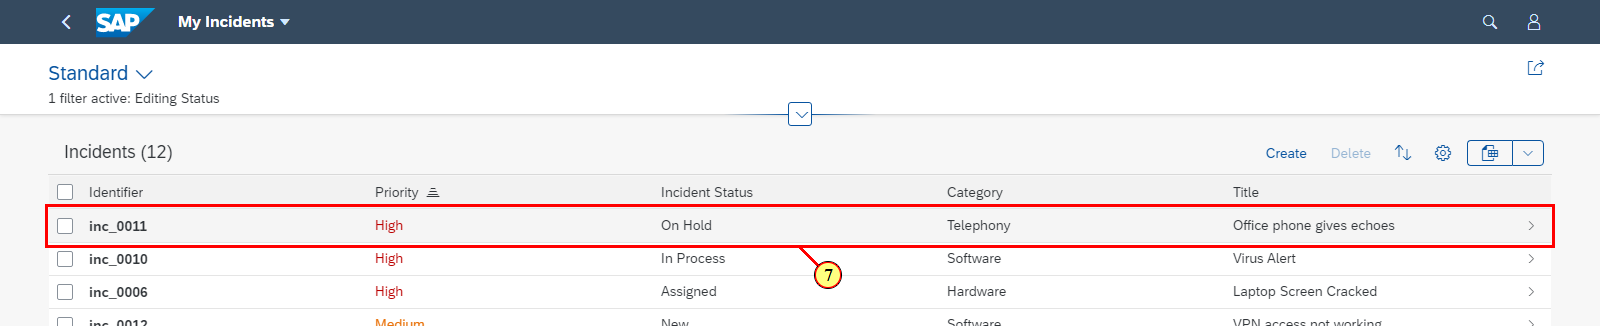 SAP My Incidents
Standard
1 filter active: Editing Status
Incidents (12) Create Delete
Identifier Priority Incident Status Category Title
inc_0011 High On Hold Telephony Office phone gives echoes
inc_0010 High In Process Software Virus Alert
7
inc_0006 High Assigned Hardware Laptop Screen Cracked
inc_0012 Medium New Software VPN access not working